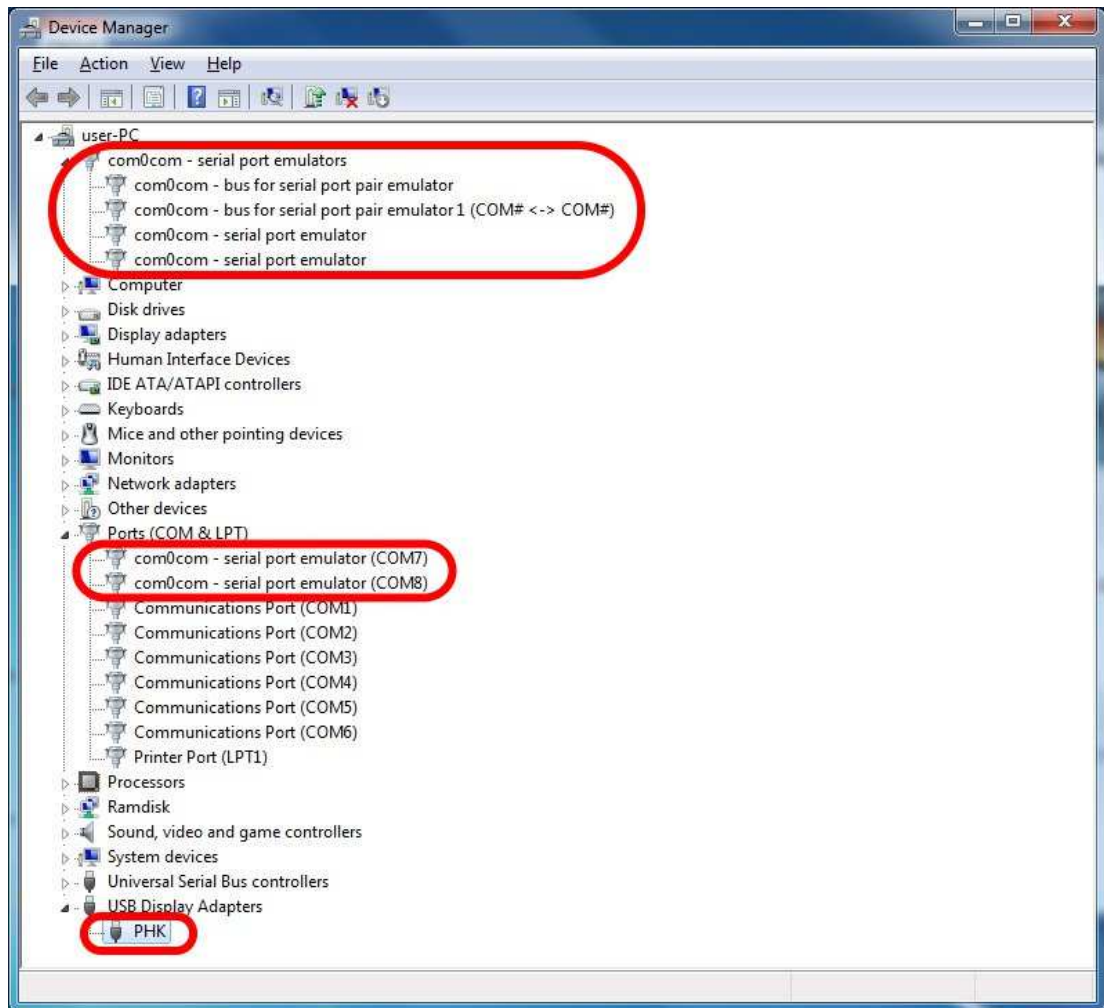 Device Manager
File Action View Help
user-PC
com0com - serial port emulators
com0com - bus for serial port pair emulator
com0com - bus for serial port pair emulator 1 (COM# <-> COM#)
com0com - serial port emulator
com0com - serial port emulator
Computer
Disk drives
Display adapters
Human Interface Devices
IDE ATA/ATAPI controllers
Keyboards
Mice and other pointing devices
Monitors
Network adapters
Other devices
Ports (COM & LPT)
com0com - serial port emulator (COM7)
com0com - serial port emulator (COM8)
Communications Port (COM1)
Communications Port (COM2)
Communications Port (COM3)
Communications Port (COM4)
Communications Port (COM5)
Communications Port (COM6)
Printer Port (LPT1)
Processors
Ramdisk
Sound, video and game controllers
System devices
Universal Serial Bus controllers
USB Display Adapters
PHK